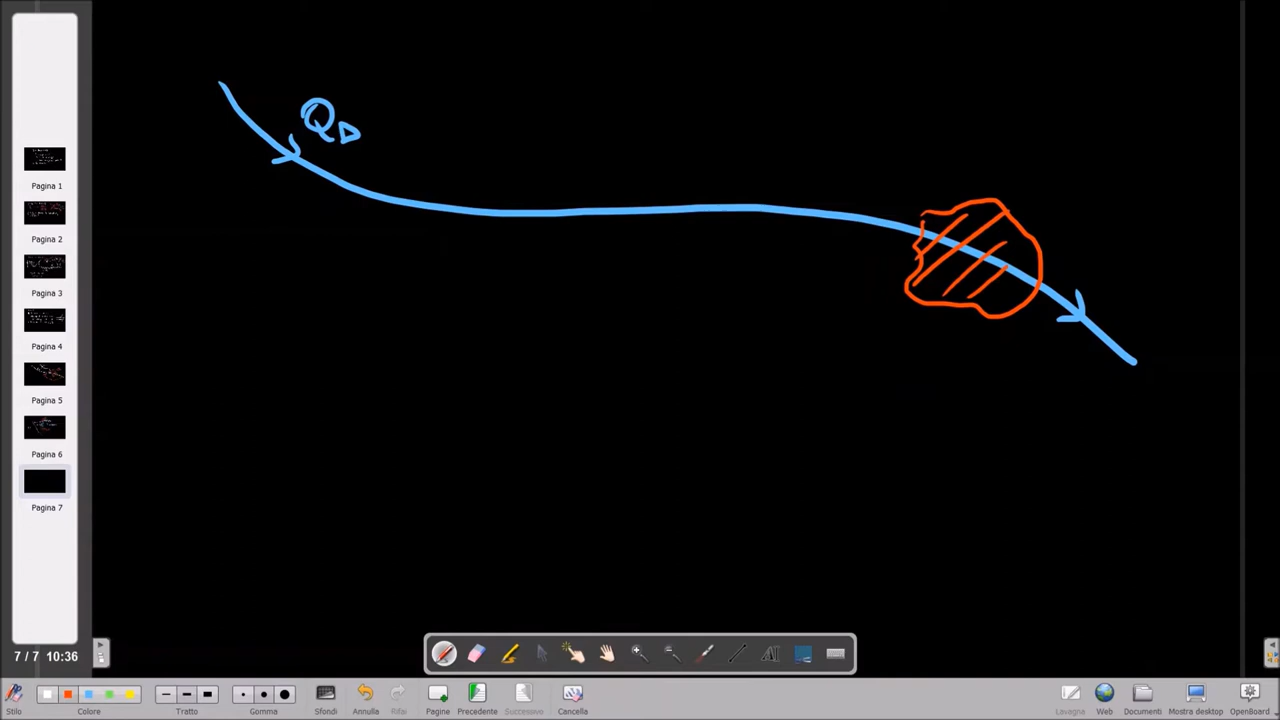 QΔ
Pagina 1
Pagina 2
Pagina 3
Pagina 4
Pagina 5
Pagina 6
Pagina 7
7 / 7 10:36
Stilo
Colore
Tratto
Gomma
Sfondi
Annulla
Rifai
Pagine
Precedente
Successivo
Cancella
Lavagna
Web
Documenti
Mostra desktop
OpenBoard